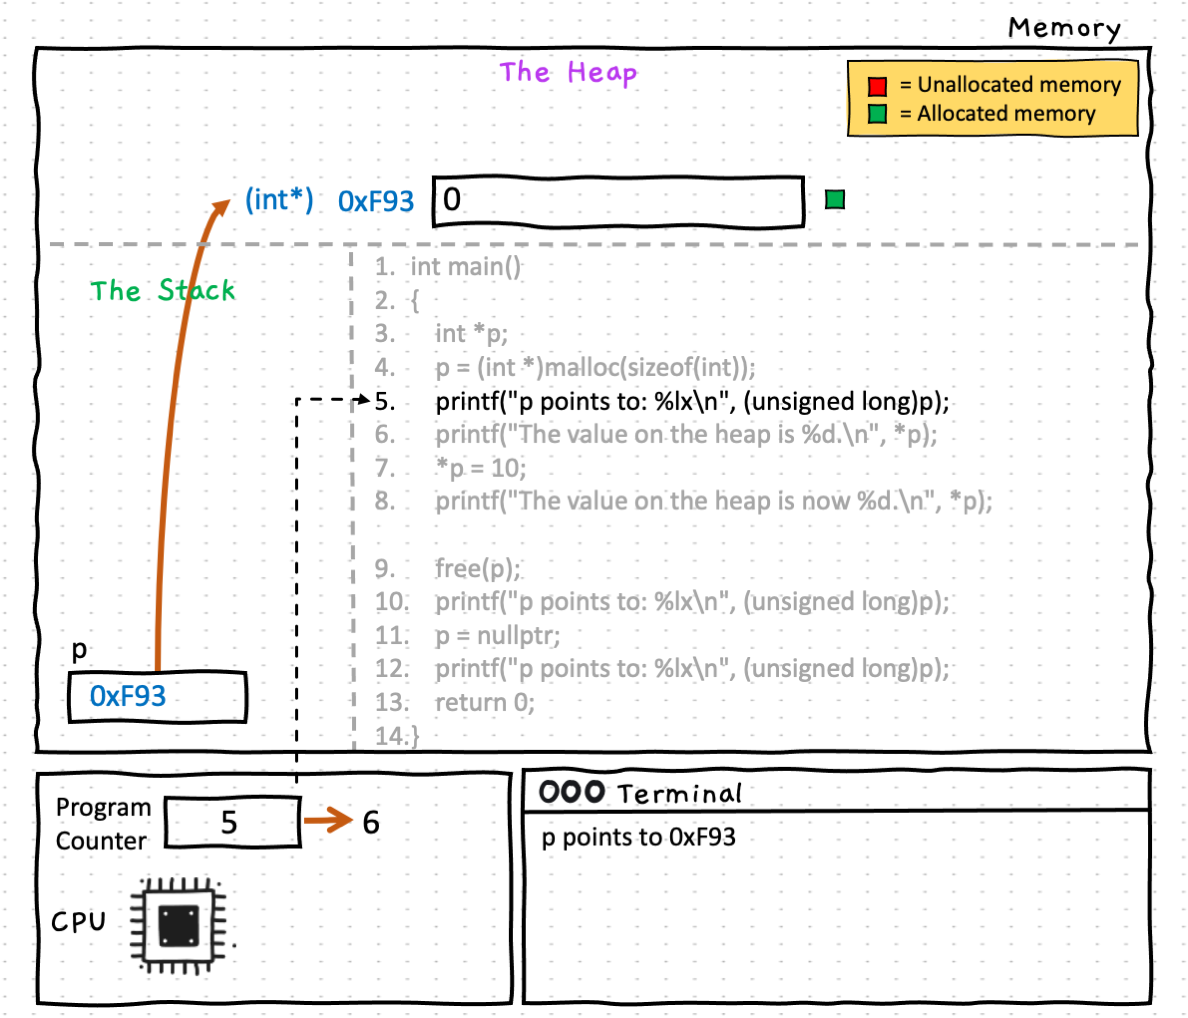 Memory
The Heap
= Unallocated memory
= Allocated memory
(int*) 0xF93 0
The Stack
1. int main()
2. {
3. int *p;
4. p = (int *)malloc(sizeof(int));
5. printf("p points to: %lx\n", (unsigned long)p);
6. printf("The value on the heap is %d.\n", *p);
7. *p = 10;
8. printf("The value on the heap is now %d.\n", *p);
9. free(p);
10. printf("p points to: %lx\n", (unsigned long)p);
11. p = nullptr;
12. printf("p points to: %lx\n", (unsigned long)p);
13. return 0;
14.}
p
0xF93
Program
Counter
5 6
CPU
Terminal
p points to 0xF93